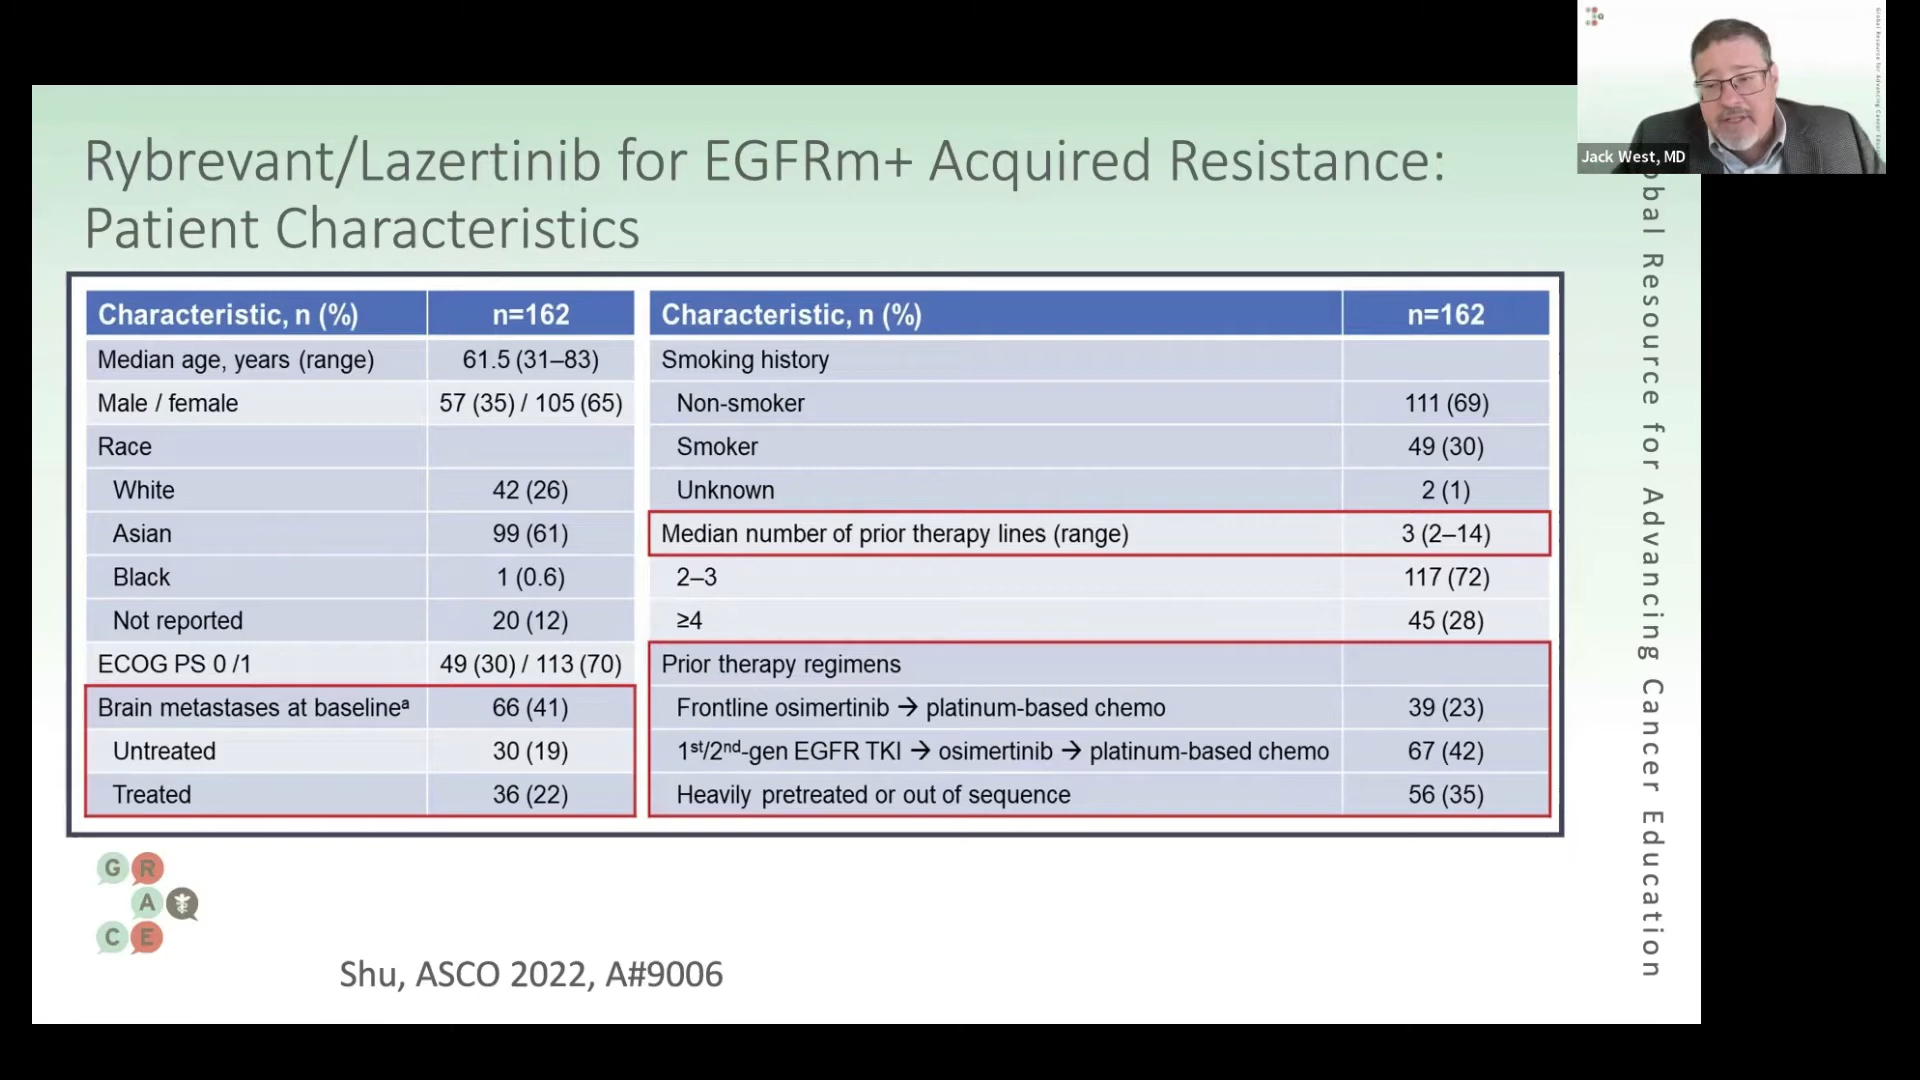 Rybrevant/Lazertinib for EGFRm+ Acquired Resistance:
Patient Characteristics
Characteristic, n (%) n=162
Median age, years (range) 61.5 (31–83)
Male / female 57 (35) / 105 (65)
Race
White 42 (26)
Asian 99 (61)
Black 1 (0.6)
Not reported 20 (12)
ECOG PS 0 /1 49 (30) / 113 (70)
Brain metastases at baselineᵃ 66 (41)
Untreated 30 (19)
Treated 36 (22)
Characteristic, n (%) n=162
Smoking history
Non-smoker 111 (69)
Smoker 49 (30)
Unknown 2 (1)
Median number of prior therapy lines (range) 3 (2–14)
2–3 117 (72)
≥4 45 (28)
Prior therapy regimens
Frontline osimertinib → platinum-based chemo 39 (23)
1st/2nd-gen EGFR TKI → osimertinib → platinum-based chemo 67 (42)
Heavily pretreated or out of sequence 56 (35)
G R
A
C E
Shu, ASCO 2022, A#9006
Jack West, MD
Resource for Advancing Cancer Education